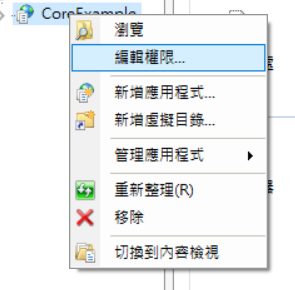 CoreExample
瀏覽
編輯權限...
新增應用程式...
新增虛擬目錄...
管理應用程式
重新整理(R)
移除
切換到內容檢視